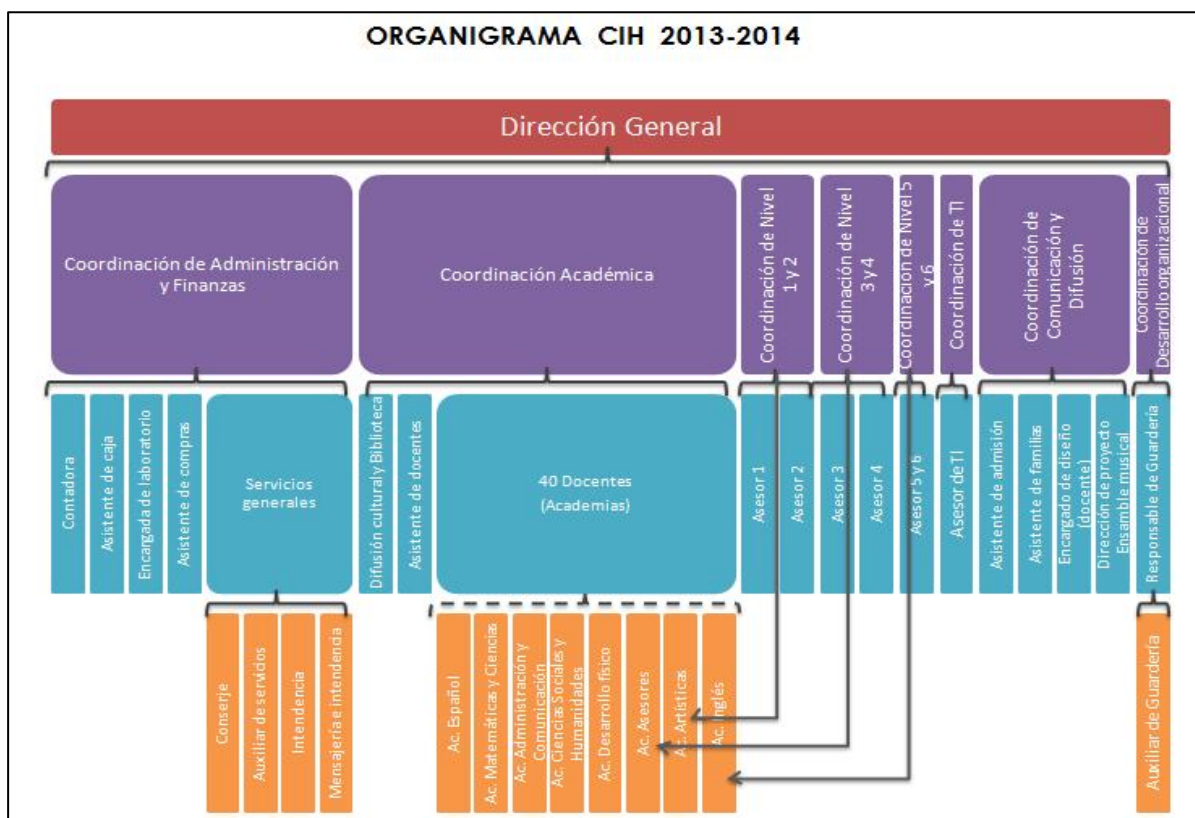 ORGANIGRAMA CIH 2013-2014
Dirección General
Coordinación de Administración
y Finanzas
Coordinación Académica
Coordinación de Nivel
1 y 2
Coordinación de Nivel
3 y 4
Coordinacion de Nivel 5
y 6
Coordinación de TI
Coordinación de
Comunicación y
Difusión
Coordinación de
Desarrollo organizacional
Contadora
Asistente de caja
Encargada de laboratorio
Asistente de compras
Servicios
generales
Difusión cultural y Biblioteca
Asistente de docentes
40 Docentes
(Academias)
Asesor 1
Asesor 2
Asesor 3
Asesor 4
Asesor 5 y 6
Asesor de TI
Asistente de admisión
Asistente de familias
Encargado de diseño
(docente)
Dirección de proyecto
Ensamble musical
Responsable de Guardería
Conserje
Auxiliar de servicios
Intendencia
Mensajería e intendencia
Ac. Español
Ac. Matemáticas y Ciencias
Ac. Administración y
Comunicación
Ac. Ciencias Sociales y
Humanidades
Ac. Desarrollo físico
Ac. Asesores
Ac. Artísticas
Ac. Inglés
Auxiliar de Guardería